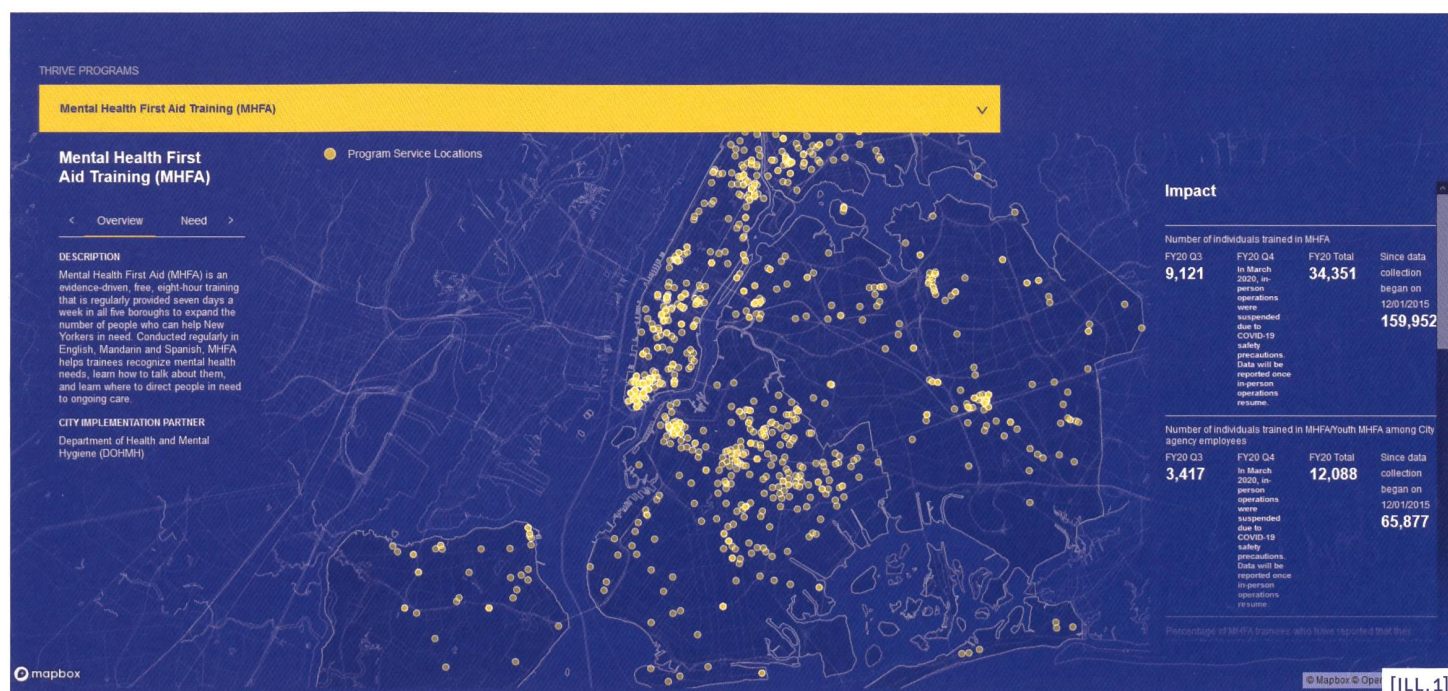 THRIVE PROGRAMS
Mental Health First Aid Training (MHFA)
Mental Health First
Aid Training (MHFA)
Program Service Locations
< Overview Need >
DESCRIPTION
Mental Health First Aid (MHFA) is an
evidence-driven, free, eight-hour training
that is regularly provided seven days a
week in all five boroughs to expand the
number of people who can help New
Yorkers in need. Conducted regularly in
English, Mandarin and Spanish, MHFA
helps trainees recognize mental health
needs, learn how to talk about them,
and learn where to direct people in need
to ongoing care.
CITY IMPLEMENTATION PARTNER
Department of Health and Mental
Hygiene (DOHMH)
Impact
Number of individuals trained in MHFA
FY20 Q3
9,121
FY20 Q4
In March
2020, in-
person
operations
were
suspended
due to
COVID-19
safety
precautions.
Data will be
reported once
in-person
operations
resume.
FY20 Total
34,351
Since data
collection
began on
12/01/2015
159,952
Number of individuals trained in MHFA/Youth MHFA among City
agency employees
FY20 Q3
3,417
FY20 Q4
In March
2020, in-
person
operations
were
suspended
due to
COVID-19
safety
precautions.
Data will be
reported once
in-person
operations
resume
FY20 Total
12,088
Since data
collection
began on
12/01/2015
65,877
Percentage of MHFA trainees who have reported that they
mapbox
© Mapbox © Oper
[ILL.1]